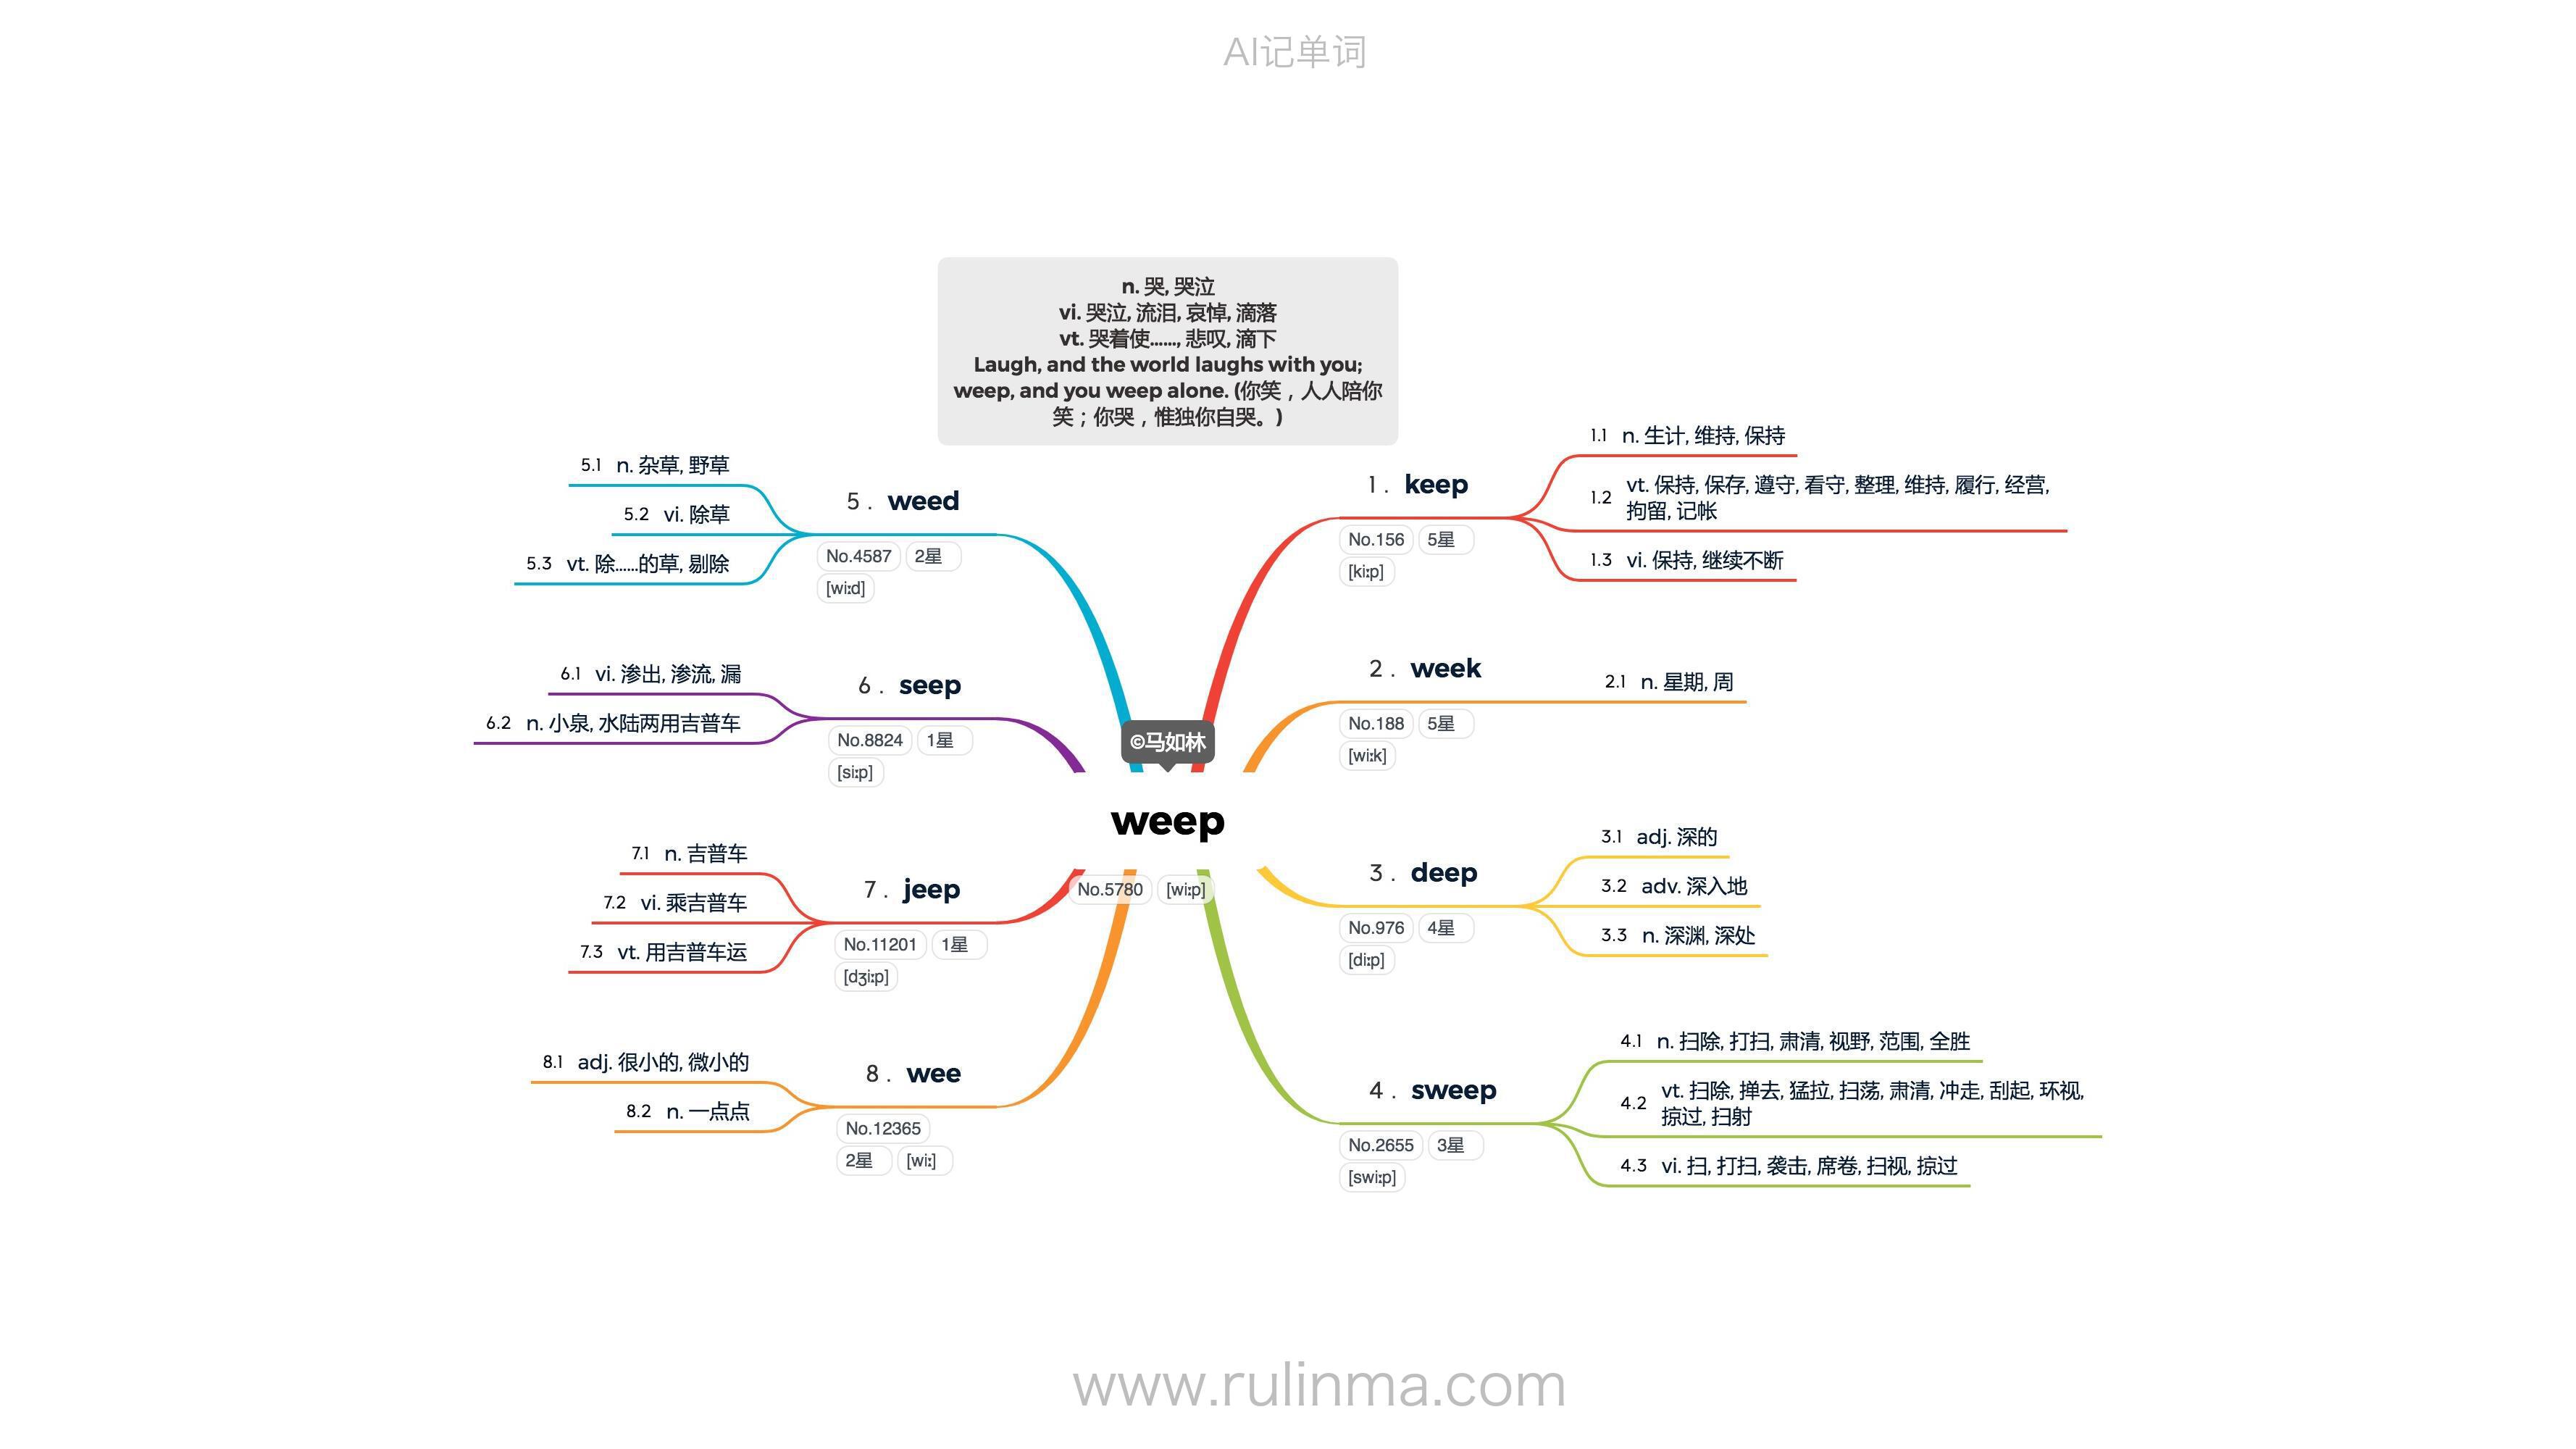 AI记单词
n. 哭, 哭泣
vi. 哭泣, 流泪, 哀悼, 滴落
vt. 哭着使……, 悲叹, 滴下
Laugh, and the world laughs with you;
weep, and you weep alone. (你笑，人人陪你
笑；你哭，惟独你自哭。)
©马如林
weep
No.5780 [wi:p]
1. keep
No.156 5星
[ki:p]
1.1 n. 生计, 维持, 保持
1.2 vt. 保持, 保存, 遵守, 看守, 整理, 维持, 履行, 经营,
拘留, 记帐
1.3 vi. 保持, 继续不断
2. week
No.188 5星
[wi:k]
2.1 n. 星期, 周
3. deep
No.976 4星
[di:p]
3.1 adj. 深的
3.2 adv. 深入地
3.3 n. 深渊, 深处
4. sweep
No.2655 3星
[swi:p]
4.1 n. 扫除, 打扫, 肃清, 视野, 范围, 全胜
4.2 vt. 扫除, 掸去, 猛拉, 扫荡, 肃清, 冲走, 刮起, 环视,
掠过, 扫射
4.3 vi. 扫, 打扫, 袭击, 席卷, 扫视, 掠过
5. weed
No.4587 2星
[wi:d]
5.1 n. 杂草, 野草
5.2 vi. 除草
5.3 vt. 除……的草, 剔除
6. seep
No.8824 1星
[si:p]
6.1 vi. 渗出, 渗流, 漏
6.2 n. 小泉, 水陆两用吉普车
7. jeep
No.11201 1星
[dʒi:p]
7.1 n. 吉普车
7.2 vi. 乘吉普车
7.3 vt. 用吉普车运
8. wee
No.12365
2星 [wi:]
8.1 adj. 很小的, 微小的
8.2 n. 一点点
www.rulinma.com